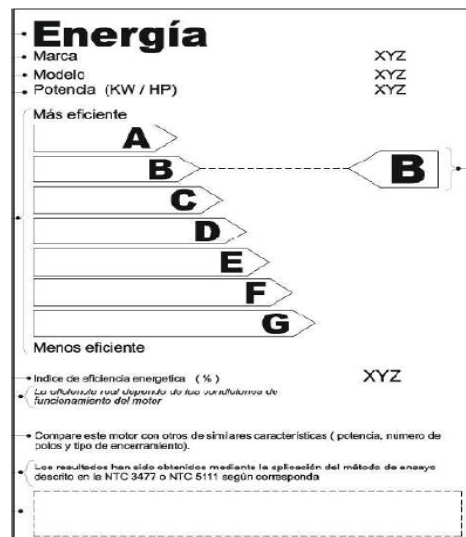 Energía
Marca XYZ
Modelo XYZ
Potencia (KW / HP) XYZ
Más eficiente
A
B B
C
D
E
F
G
Menos eficiente
Indice de eficiencia energetica ( % ) XYZ
La eficiencia real depende de las condiciones de
funcionamiento del motor
Compare este motor con otros de similares características ( potencia, numero de
polos y tipo de encerramiento).
Los resultados han sido obtenidos mediante la aplicación del método de ensayo
descrito en la NTC 3477 o NTC 5111 según corresponda